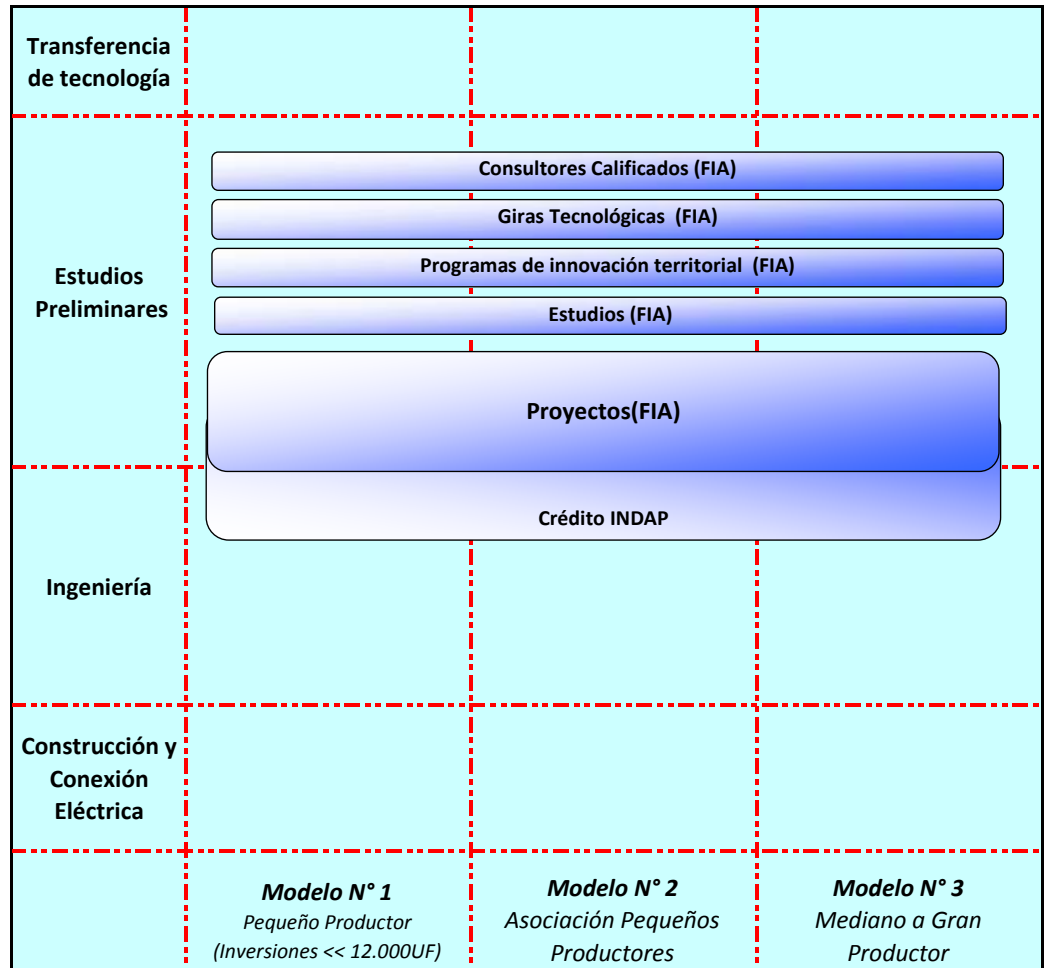 Transferencia
de tecnología
Consultores Calificados (FIA)
Giras Tecnológicas (FIA)
Programas de innovación territorial (FIA)
Estudios
Preliminares
Estudios (FIA)
Proyectos(FIA)
Crédito INDAP
Ingeniería
Construcción y
Conexión
Eléctrica
Modelo N° 1
Pequeño Productor
(Inversiones << 12.000UF)
Modelo N° 2
Asociación Pequeños
Productores
Modelo N° 3
Mediano a Gran
Productor